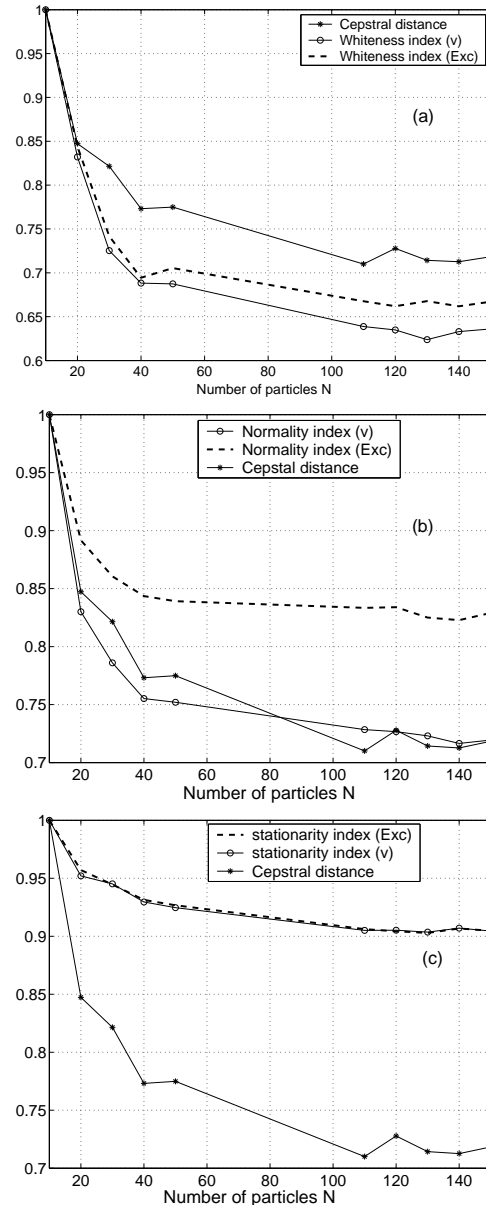 1
Cepstral distance
Whiteness index (v)
Whiteness index (Exc)
0.95
0.9
(a)
0.85
0.8
0.75
0.7
0.65
0.6
20 40 60 80 100 120 140
Number of particles N
1
Normality index (v)
Normality index (Exc)
Cepstal distance
0.95
0.9
(b)
0.85
0.8
0.75
0.7
20 40 60 80 100 120 140
Number of particles N
1
stationarity index (Exc)
stationarity index (v)
Cepstral distance
0.95
0.9
(c)
0.85
0.8
0.75
0.7
20 40 60 80 100 120 140
Number of particles N